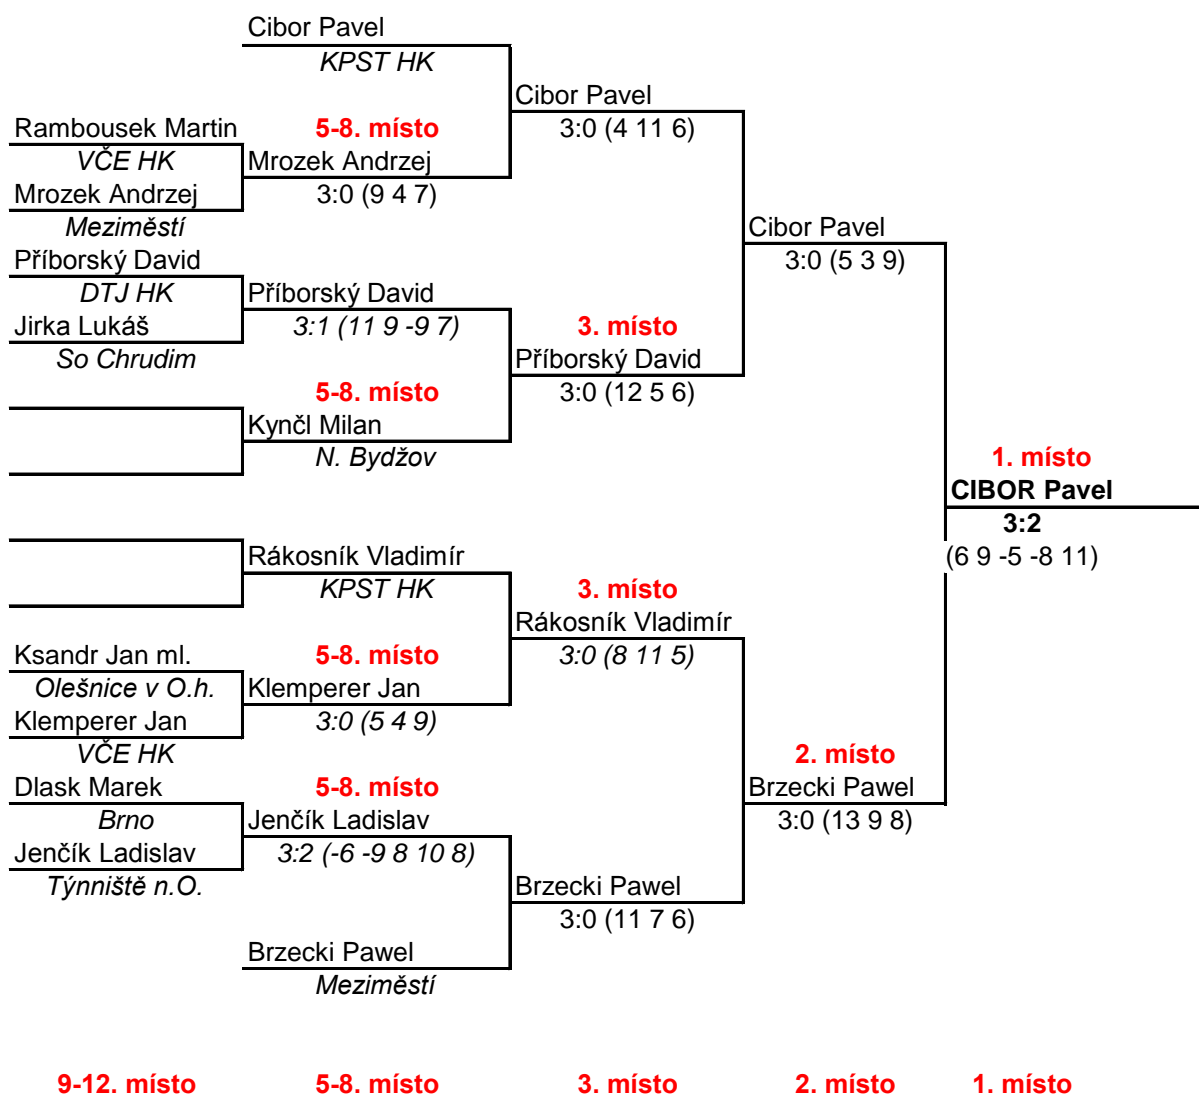 Cibor Pavel
KPST HK
Cibor Pavel
Rambousek Martin
5-8. místo
3:0 (4 11 6)
VČE HK
Mrozek Andrzej
Mrozek Andrzej
3:0 (9 4 7)
Meziměstí
Cibor Pavel
Příborský David
3:0 (5 3 9)
DTJ HK
Příborský David
Jirka Lukáš
3:1 (11 9 -9 7)
3. místo
So Chrudim
Příborský David
5-8. místo
3:0 (12 5 6)
Kynčl Milan
N. Bydžov
1. místo
CIBOR Pavel
3:2
Rákosník Vladimír
(6 9 -5 -8 11)
KPST HK
3. místo
Rákosník Vladimír
Ksandr Jan ml.
5-8. místo
3:0 (8 11 5)
Olešnice v O.h.
Klemperer Jan
Klemperer Jan
3:0 (5 4 9)
VČE HK
2. místo
Dlask Marek
5-8. místo
Brzecki Pawel
Brno
Jenčík Ladislav
3:0 (13 9 8)
Jenčík Ladislav
3:2 (-6 -9 8 10 8)
Týnniště n.O.
Brzecki Pawel
3:0 (11 7 6)
Brzecki Pawel
Meziměstí
9-12. místo
5-8. místo
3. místo
2. místo
1. místo